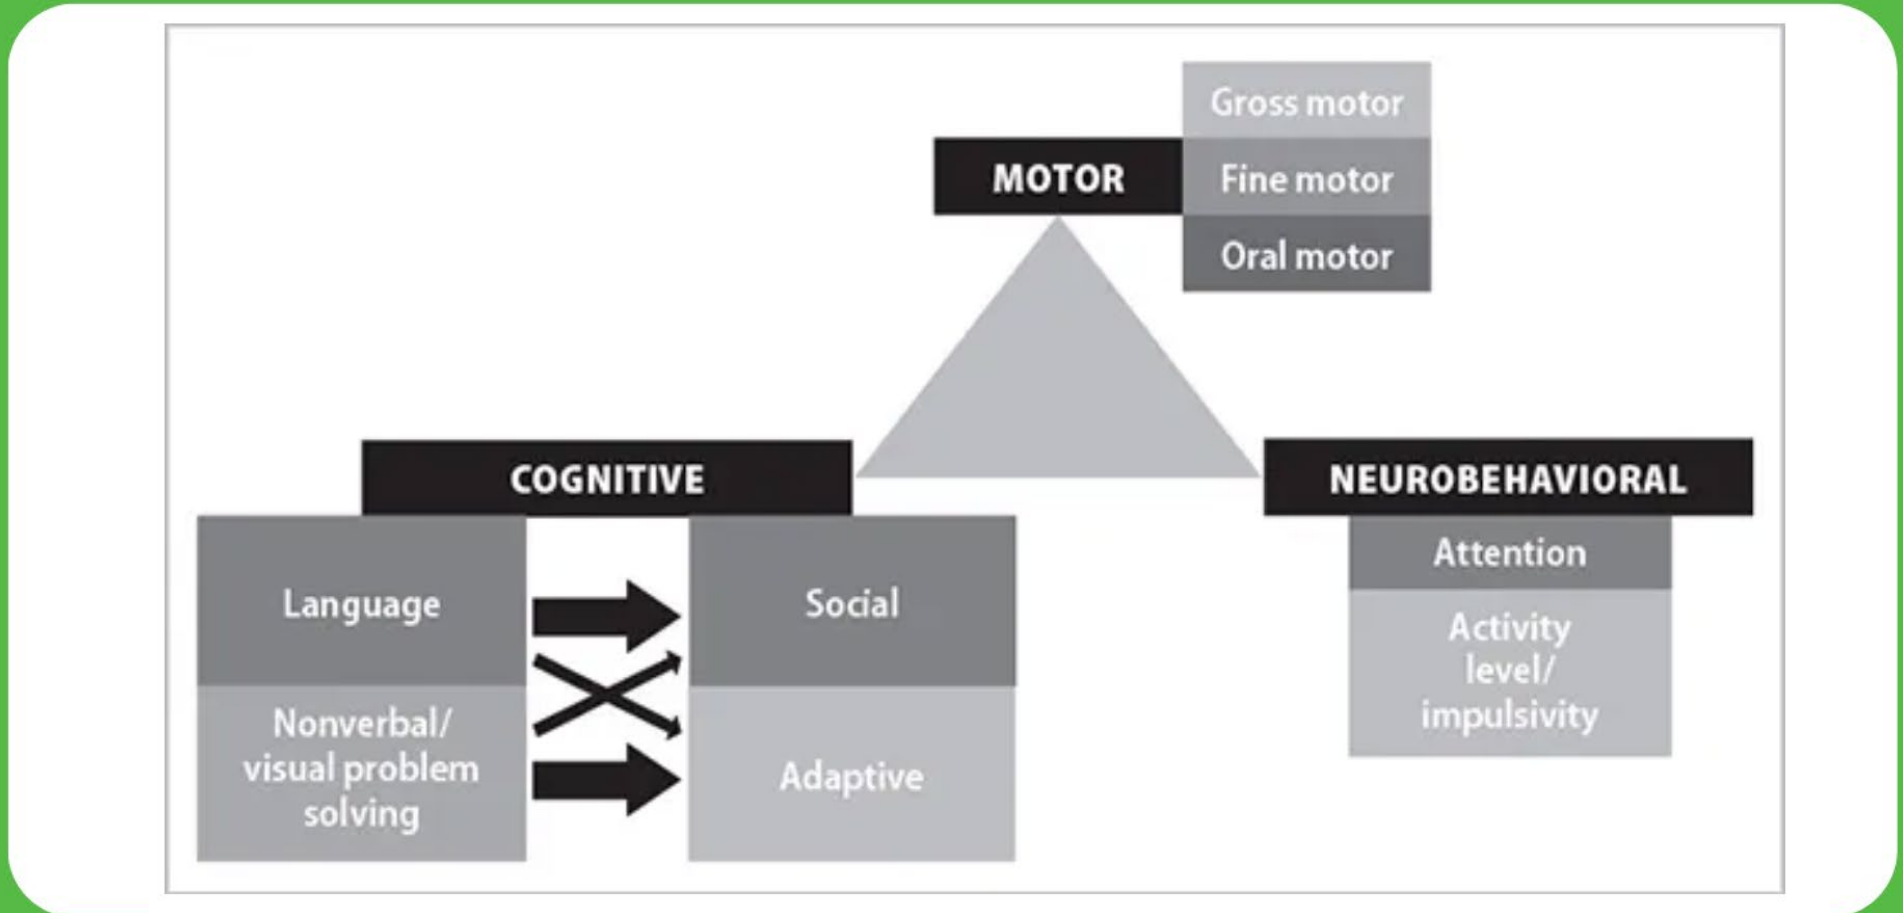 Gross motor
MOTOR
Fine motor
Oral motor
COGNITIVE
NEUROBEHAVIORAL
Language
Social
Nonverbal/
visual problem
solving
Adaptive
Attention
Activity
level/
impulsivity